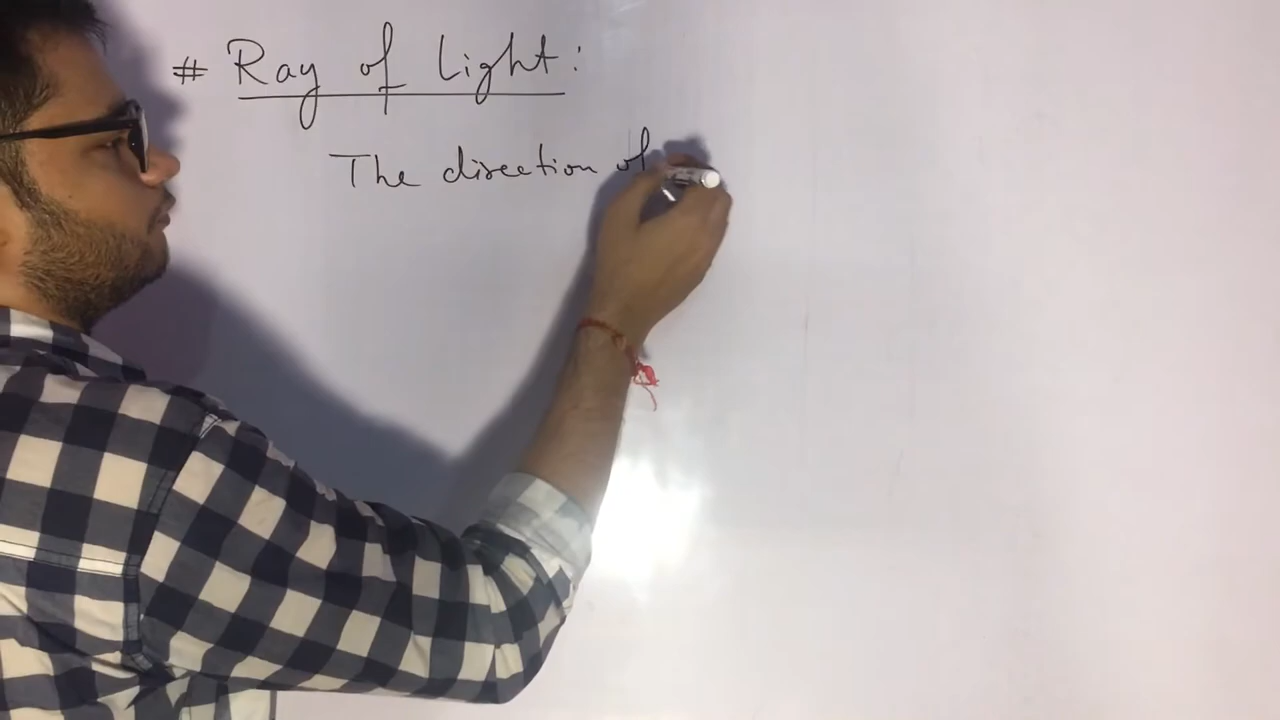 # Ray of Light:
The direction of